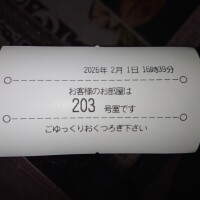 2026年 2月 1日 16時39分
お客様のお部屋は
203 号室です
ごゆっくりおくつろぎ下さい